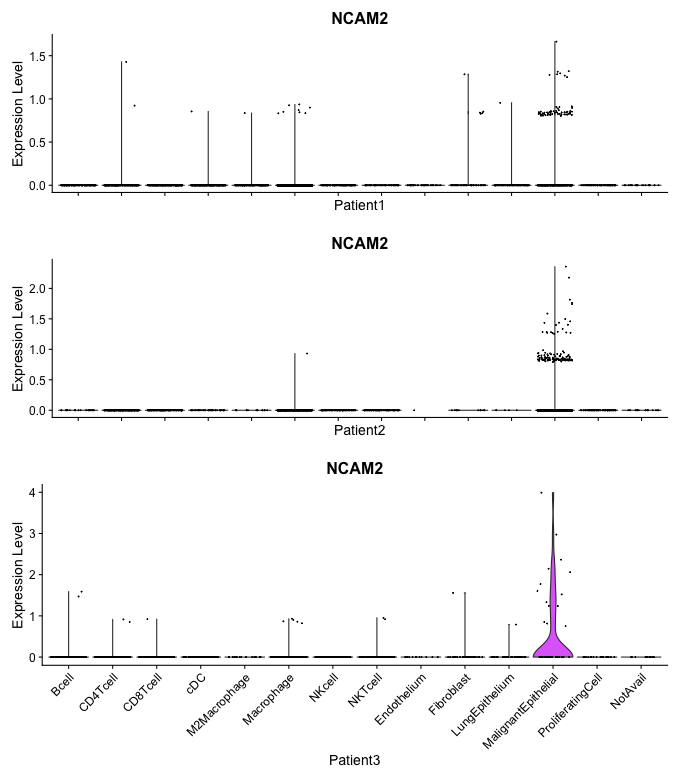 NCAM2
Expression Level
1.5
1.0
0.5
0.0
Patient1
NCAM2
Expression Level
2.0
1.5
1.0
0.5
0.0
Patient2
NCAM2
Expression Level
4
3
2
1
0
Bcell
CD4Tcell
CD8Tcell
cDC
M2Macrophage
Macrophage
NKcell
NKTcell
Endothelium
Fibroblast
LungEpithelium
MalignantEpithelial
ProliferatingCell
NotAvail
Patient3